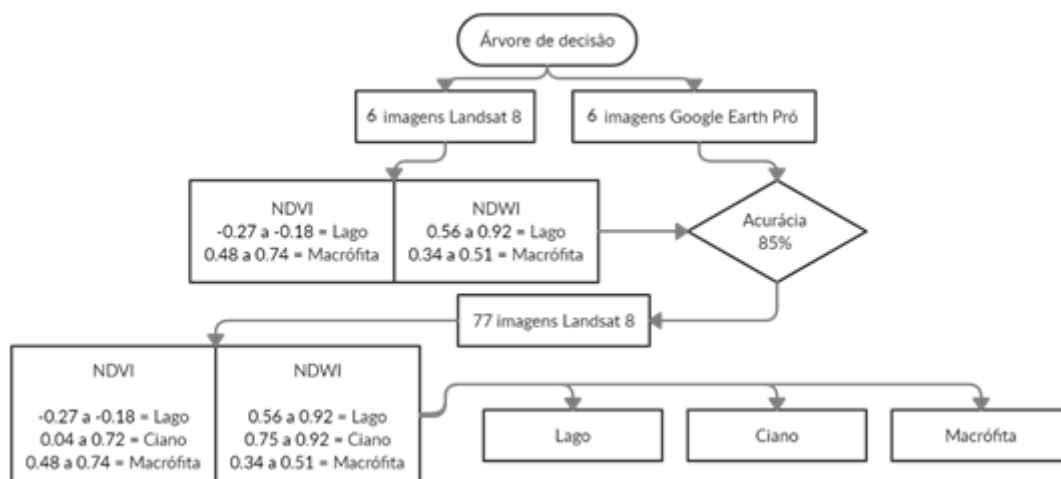 Árvore de decisão
6 imagens Landsat 8
6 imagens Google Earth Pró
NDVI
-0.27 a -0.18 = Lago
0.48 a 0.74 = Macrófita
NDWI
0.56 a 0.92 = Lago
0.34 a 0.51 = Macrófita
Acurácia
85%
77 imagens Landsat 8
NDVI
-0.27 a -0.18 = Lago
0.04 a 0.72 = Ciano
0.48 a 0.74 = Macrófita
NDWI
0.56 a 0.92 = Lago
0.75 a 0.92 = Ciano
0.34 a 0.51 = Macrófita
Lago
Ciano
Macrófita